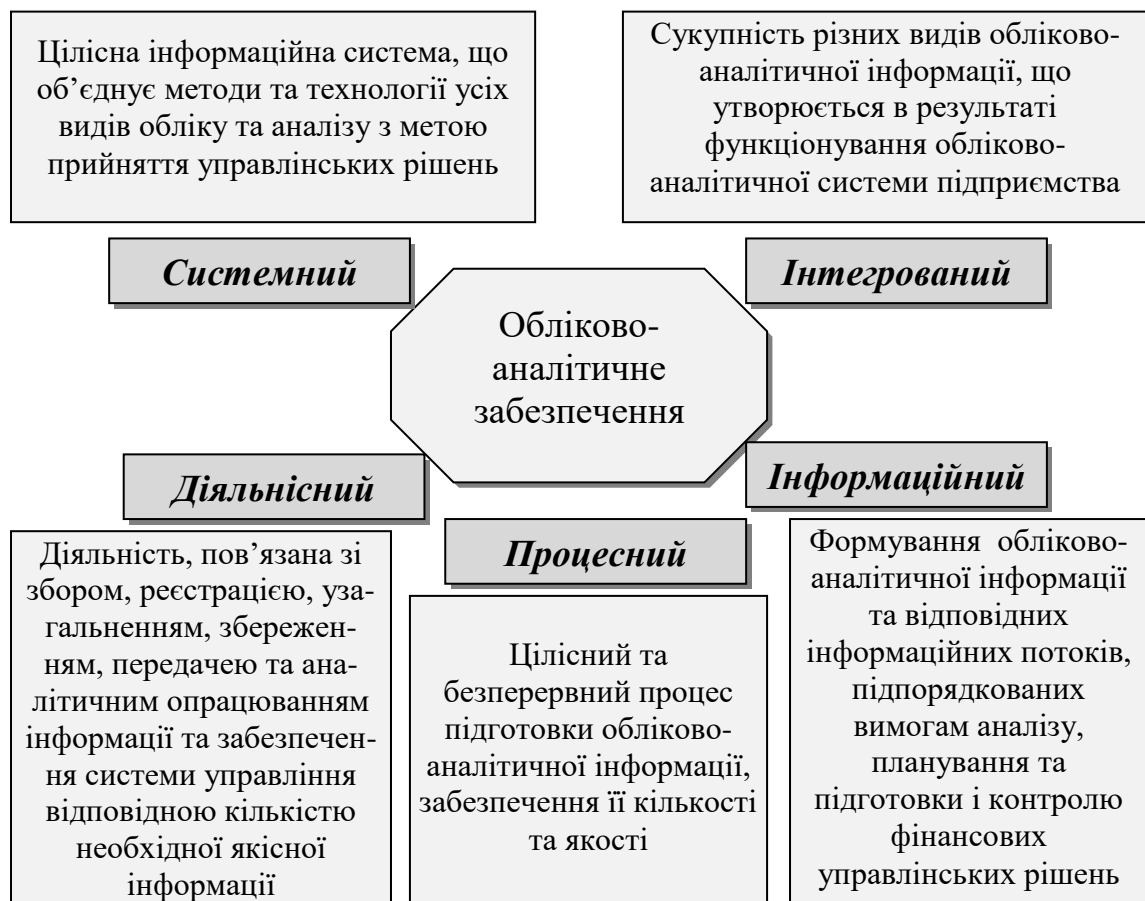 Цілісна інформаційна система, що
об’єднує методи та технології усіх
видів обліку та аналізу з метою
прийняття управлінських рішень
Сукупність різних видів обліково-
аналітичної інформації, що
утворюється в результаті
функціонування обліково-
аналітичної системи підприємства
Системний
Інтегрований
Обліково-
аналітичне
забезпечення
Діяльнісний
Інформаційний
Процесний
Діяльність, пов’язана зі
збором, реєстрацією, уза-
гальненням, збережен-
ням, передачею та ана-
літичним опрацюванням
інформації та забезпечен-
ня системи управління
відповідною кількістю
необхідної якісної
інформації
Цілісний та
безперервний процес
підготовки обліково-
аналітичної інформації,
забезпечення її кількості
та якості
Формування обліково-
аналітичної інформації
та відповідних
інформаційних потоків,
підпорядкованих
вимогам аналізу,
планування та
підготовки і контролю
фінансових
управлінських рішень